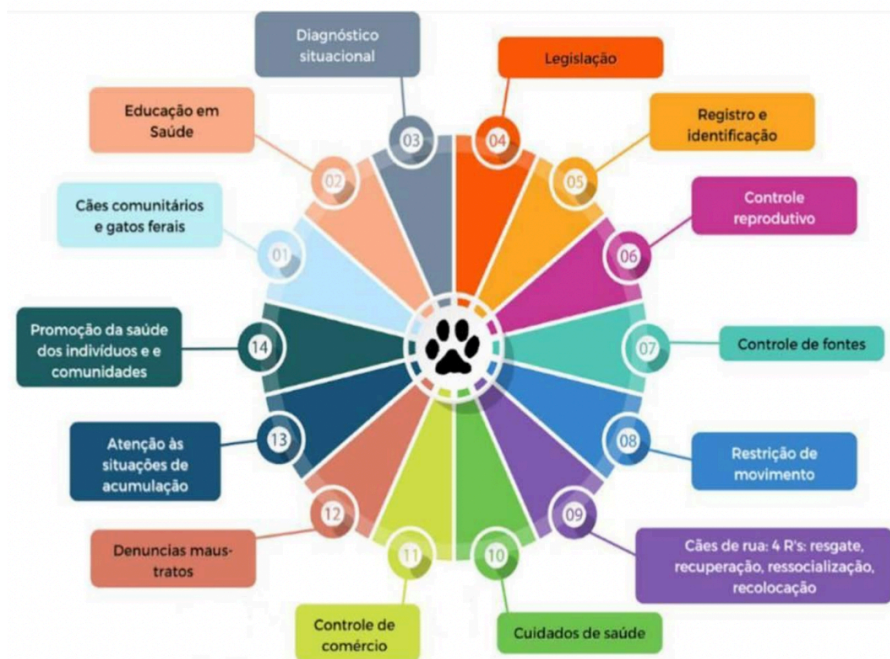 01
Cães comunitários
e gatos ferais
02
Educação em
Saúde
03
Diagnóstico
situacional
04
Legislação
05
Registro e
identificação
06
Controle
reprodutivo
07
Controle de fontes
08
Restrição de
movimento
09
Cães de rua: 4 R's: resgate,
recuperação, ressocialização,
recolocação
10
Cuidados de saúde
11
Controle de
comércio
12
Denuncias maus-
tratos
13
Atenção às
situações de
acumulação
14
Promoção da saúde
dos indivíduos e e
comunidades